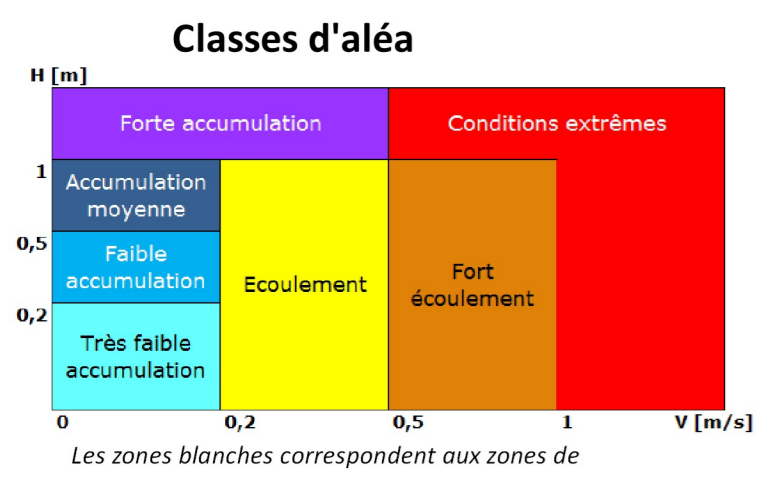 Classes d'aléa
H [m]
Forte accumulation
Conditions extrêmes
1
Accumulation
moyenne
0,5
Faible
accumulation
Ecoulement
Fort
écoulement
0,2
Très faible
accumulation
0
0,2
0,5
1
V [m/s]
Les zones blanches correspondent aux zones de